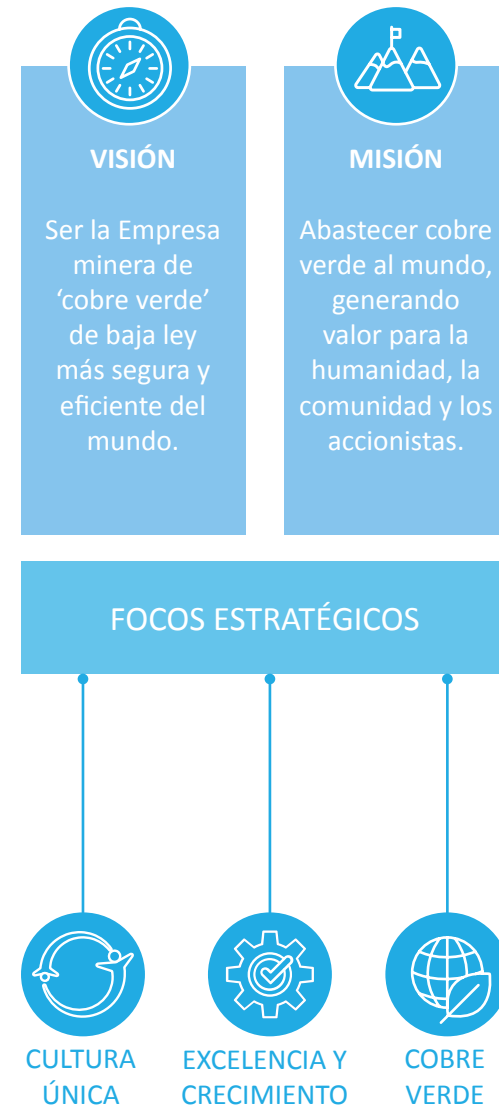 VISIÓN
Ser la Empresa
minera de
‘cobre verde’
de baja ley
más segura y
eficiente del
mundo.
MISIÓN
Abastecer cobre
verde al mundo,
generando
valor para la
humanidad, la
comunidad y los
accionistas.
FOCOS ESTRATÉGICOS
CULTURA
ÚNICA
EXCELENCIA Y
CRECIMIENTO
COBRE
VERDE